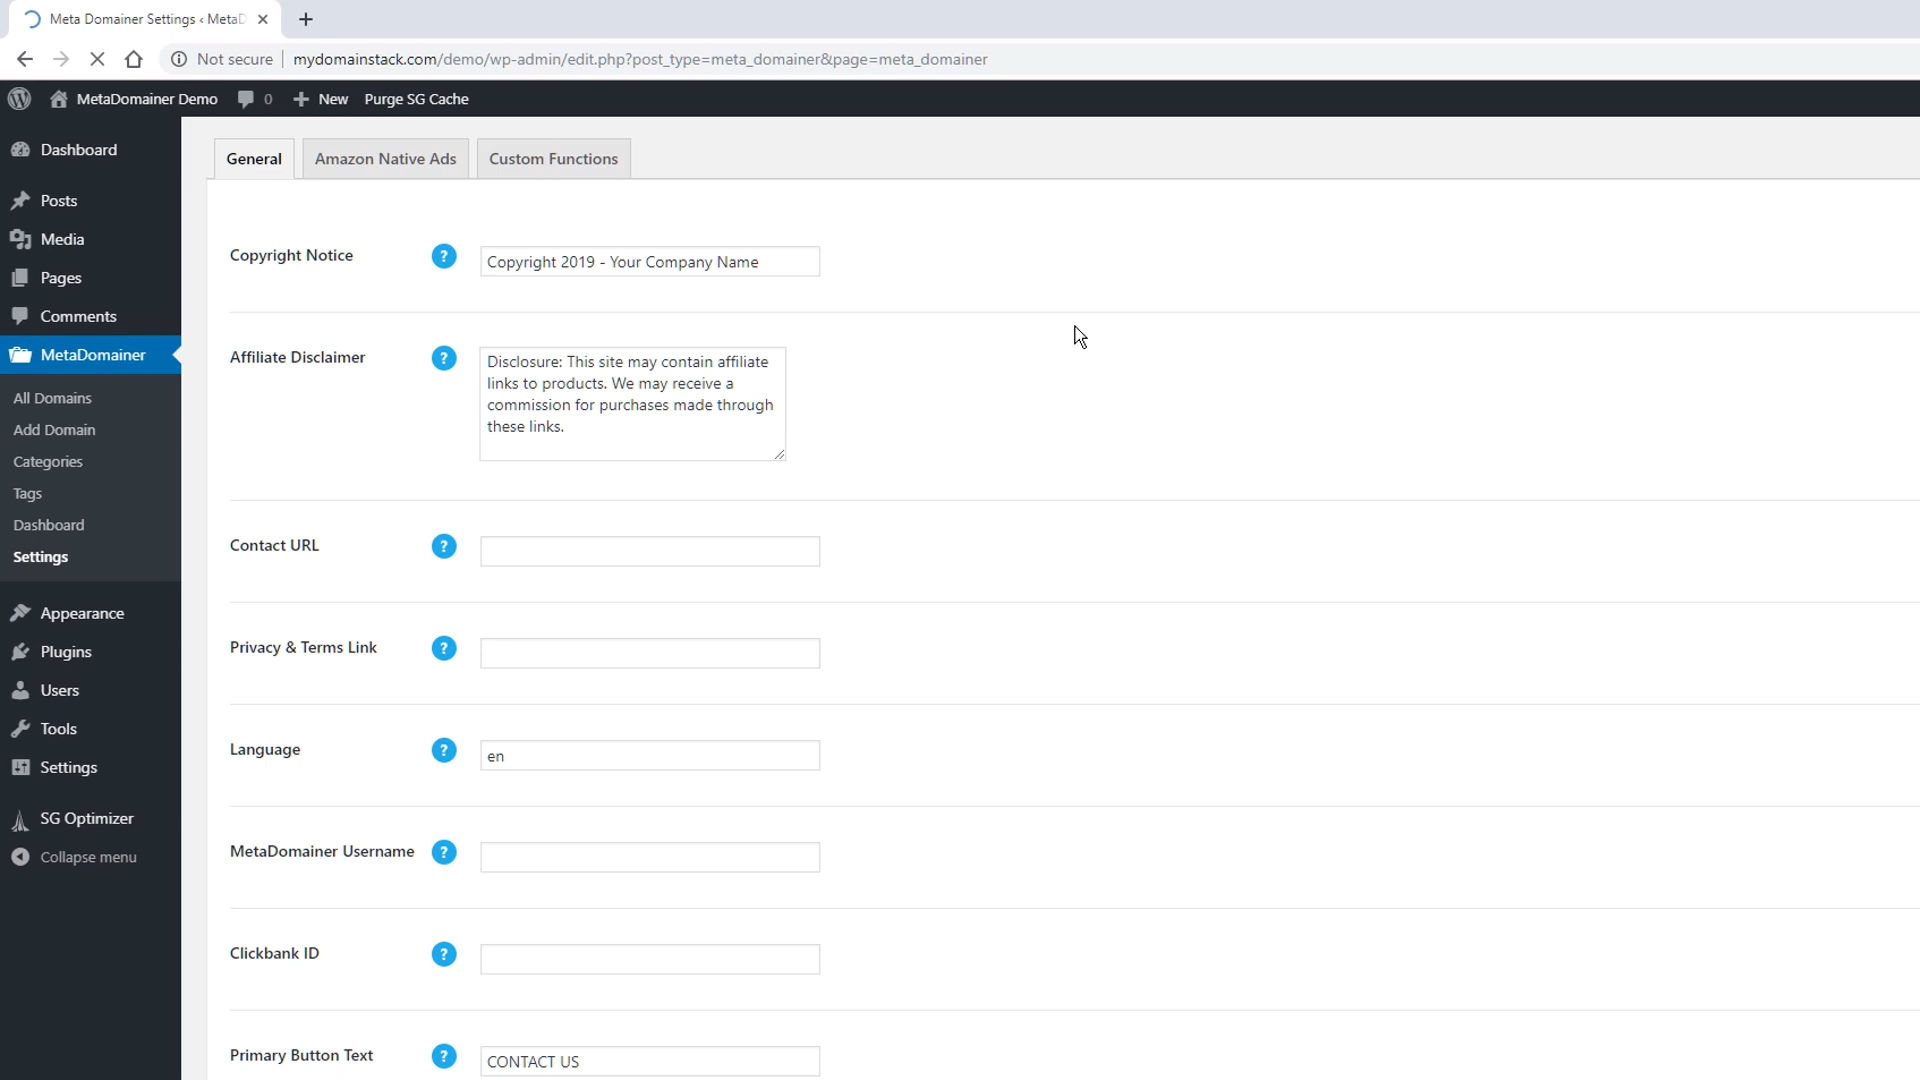 Meta Domainer Settings ‹ MetaD
Not secure
mydomainstack.com/demo/wp-admin/edit.php?post_type=meta_domainer&page=meta_domainer
MetaDomainer Demo
0
New
Purge SG Cache
Dashboard
Posts
Media
Pages
Comments
MetaDomainer
All Domains
Add Domain
Categories
Tags
Dashboard
Settings
Appearance
Plugins
Users
Tools
Settings
SG Optimizer
Collapse menu
General
Amazon Native Ads
Custom Functions
Copyright Notice
?
Copyright 2019 - Your Company Name
Affiliate Disclaimer
?
Disclosure: This site may contain affiliate
links to products. We may receive a
commission for purchases made through
these links.
Contact URL
?
Privacy & Terms Link
?
Language
?
en
MetaDomainer Username
?
Clickbank ID
?
Primary Button Text
?
CONTACT US